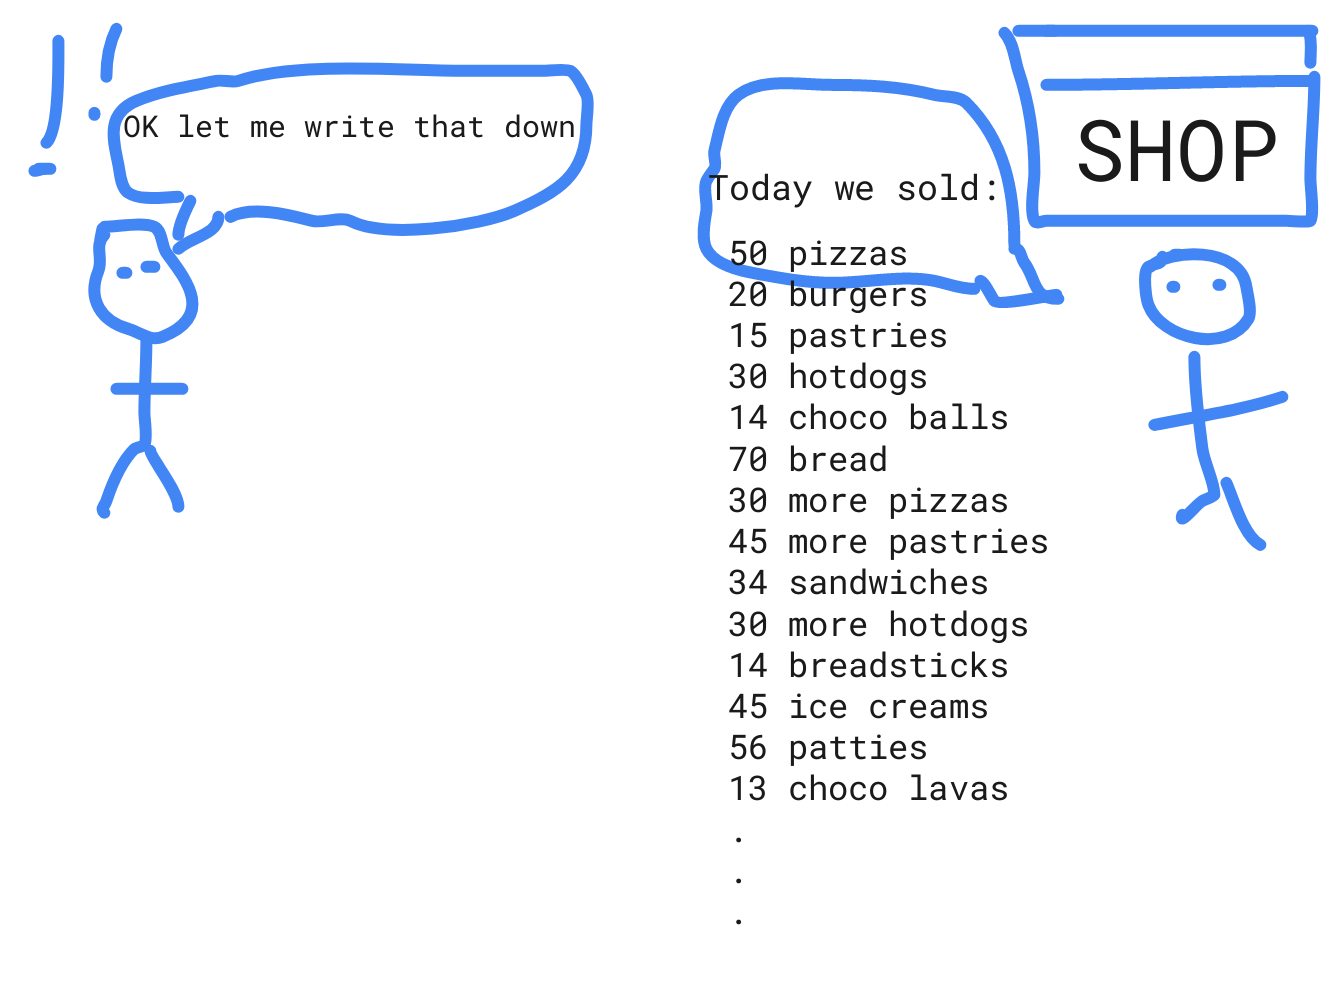 OK let me write that down
SHOP
Today we sold:
50 pizzas
20 burgers
15 pastries
30 hotdogs
14 choco balls
70 bread
30 more pizzas
45 more pastries
34 sandwiches
30 more hotdogs
14 breadsticks
45 ice creams
56 patties
13 choco lavas
.
.
.